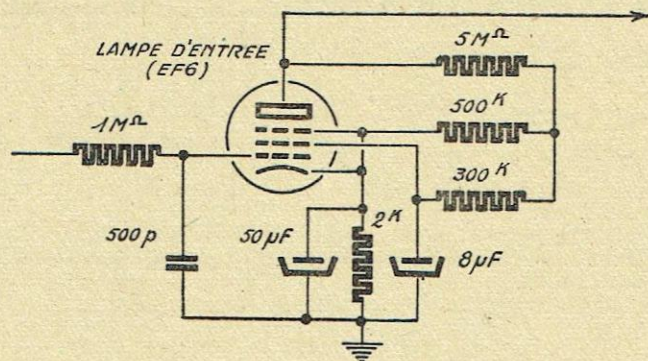 LAMPE D'ENTREE
(EF6)
5MΩ
500K
1MΩ
300K
2K
500p
50µF
8µF